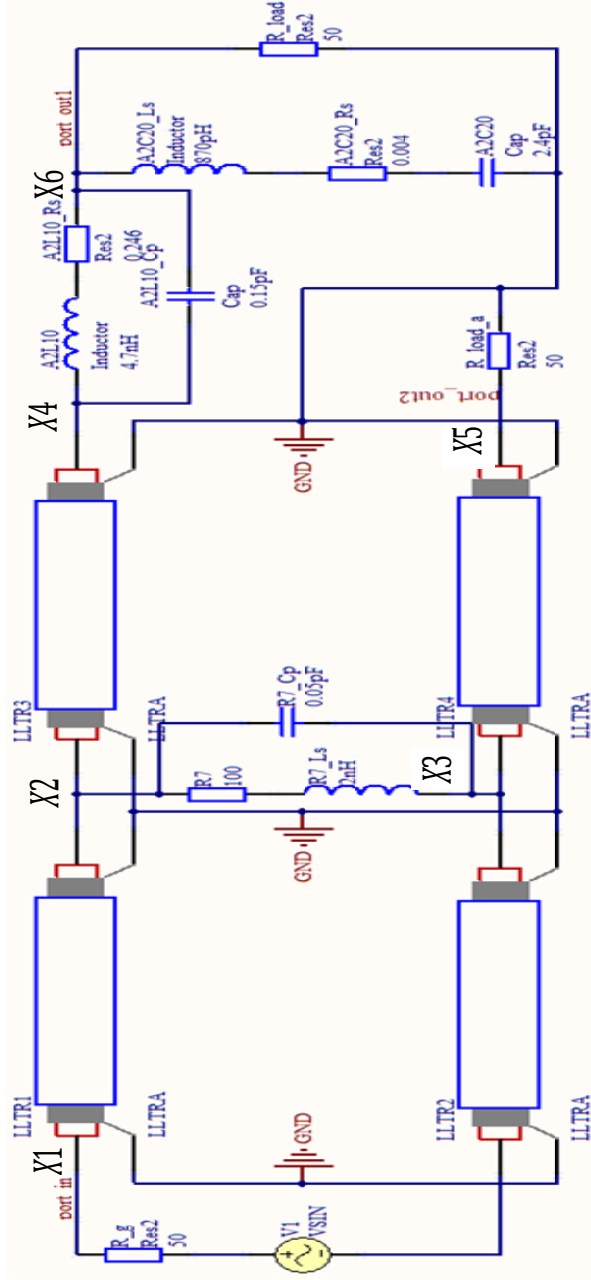 R_load
Res2
50
port_out1
A2C20_Ls
Inductor
870pH
A2C20_Rs
Res2
0.004
A2C20
Cap
2.4pF
X6
A2L10_Rs
Res2
0.246
A2L10_Cp
Cap
0.15pF
A2L10
Inductor
4.7nH
X4
R_load_a
Res2
50
port_out2
GND
X5
LLTR3
LLTRA
LLTR4
LLTRA
R7_Cp
0.05pF
R7
100
R7_Ls
2nH
X2
X3
GND
LLTR1
LLTRA
LLTR2
LLTRA
X1
port_in
GND
R_g
Res2
50
V1
VSIN